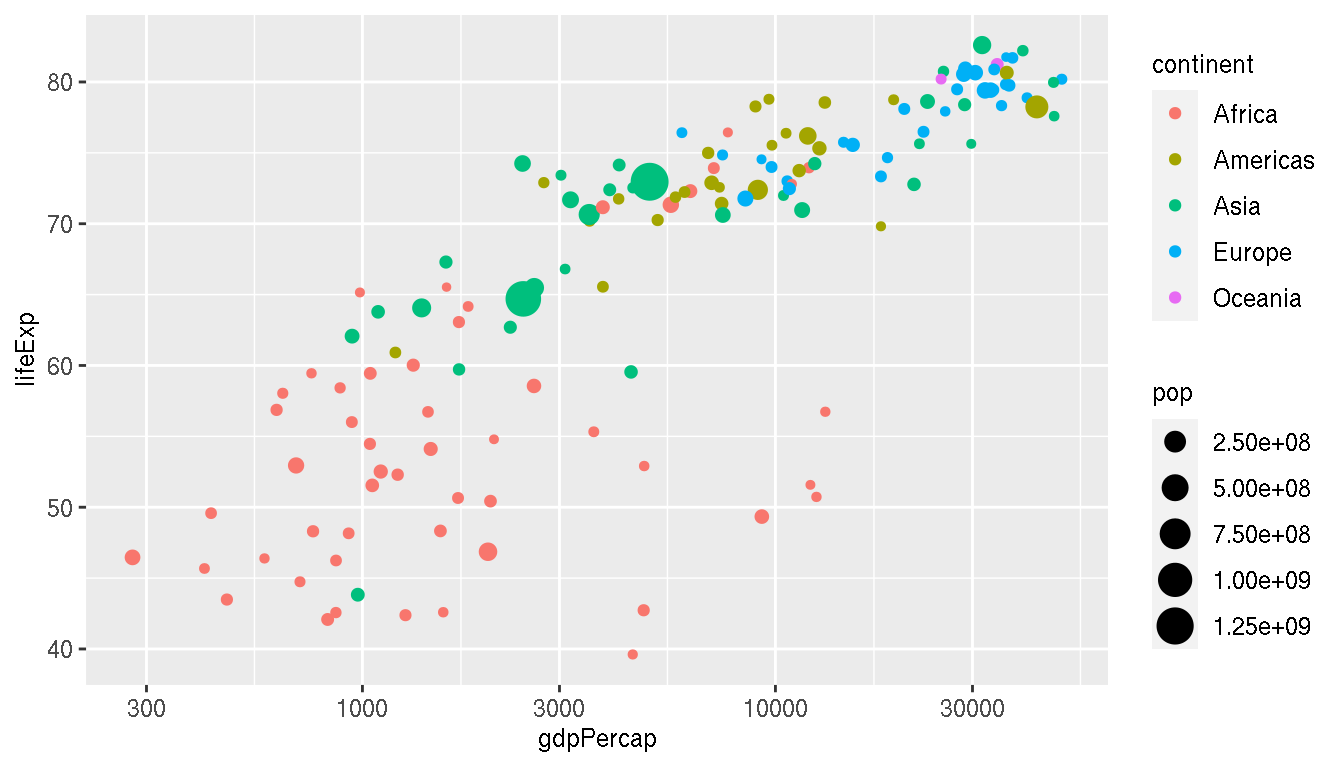 80
70
60
50
40
lifeExp
300 1000 3000 10000 30000
gdpPercap
continent
Africa
Americas
Asia
Europe
Oceania
pop
2.50e+08
5.00e+08
7.50e+08
1.00e+09
1.25e+09